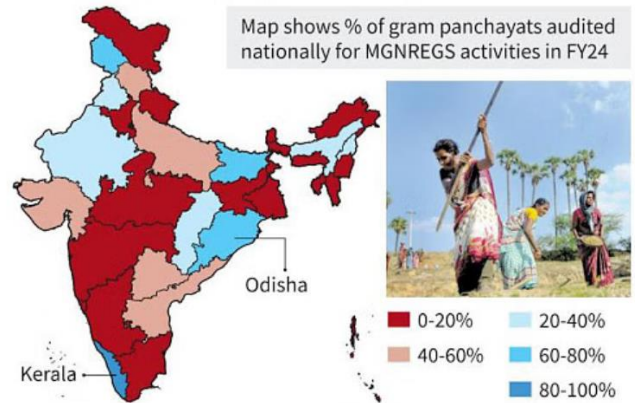 Map shows % of gram panchayats audited
nationally for MGNREGS activities in FY24
Odisha
Kerala
0-20%
20-40%
40-60%
60-80%
80-100%